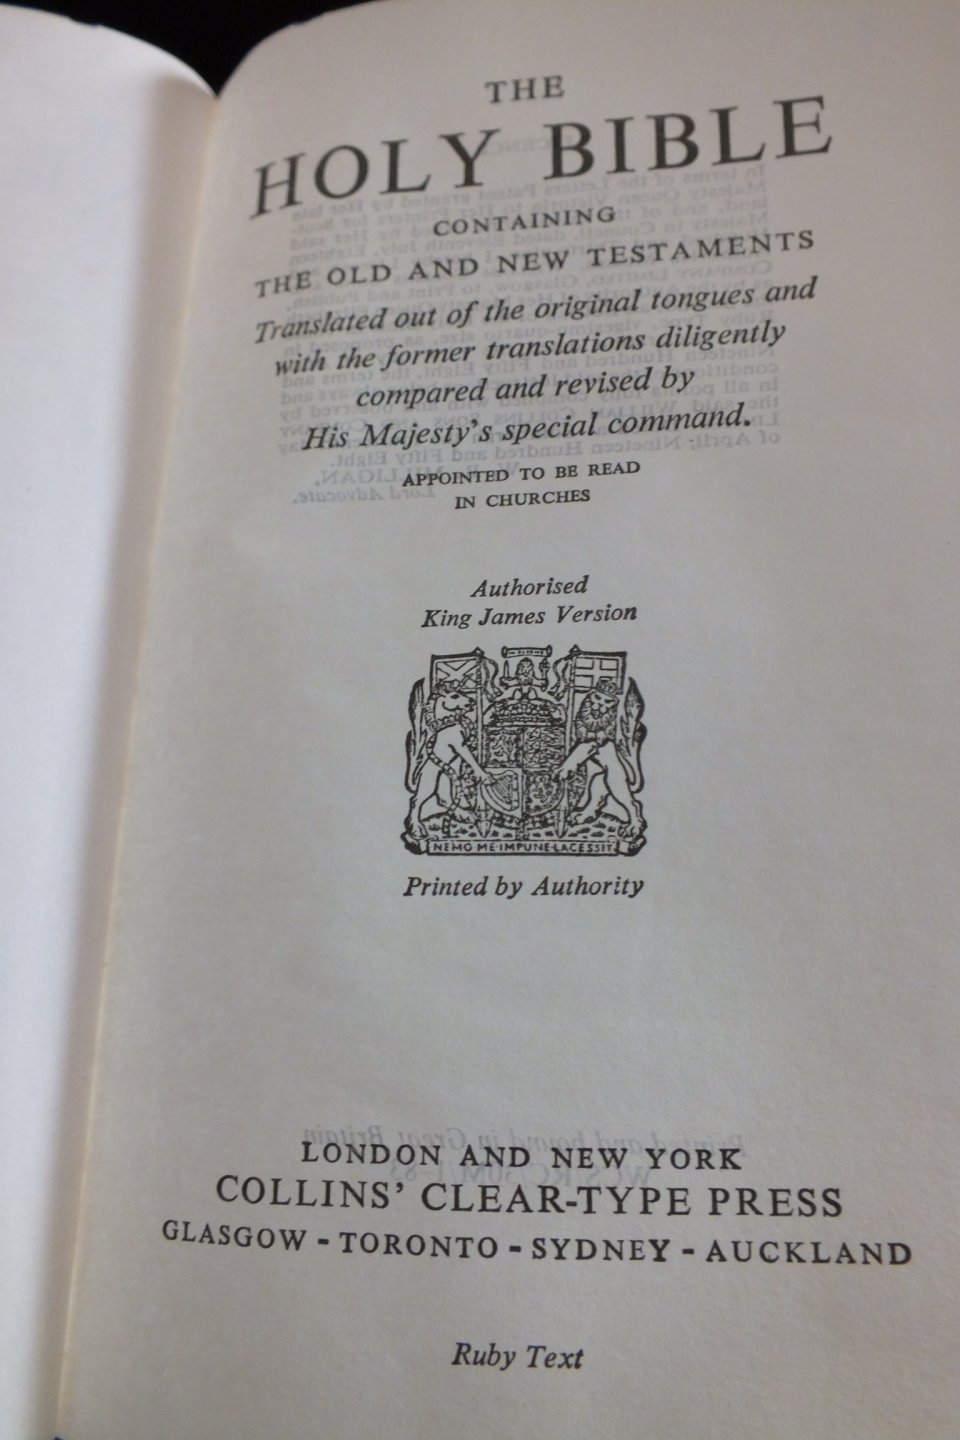 THE
HOLY BIBLE
CONTAINING
THE OLD AND NEW TESTAMENTS
Translated out of the original tongues and
with the former translations diligently
compared and revised by
His Majesty's special command.
APPOINTED TO BE READ
IN CHURCHES
Authorised
King James Version
NEMO ME IMPUNE LACESSIT
Printed by Authority
LONDON AND NEW YORK
COLLINS' CLEAR-TYPE PRESS
GLASGOW - TORONTO - SYDNEY - AUCKLAND
Ruby Text